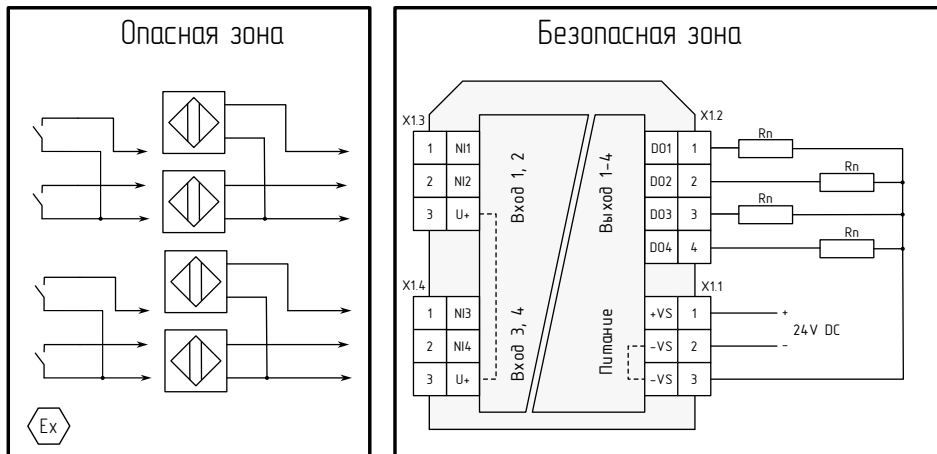 Опасная зона
Безопасная зона
X1.3
1 NI1
2 NI2
3 U+
Вход 1, 2
X1.4
1 NI3
2 NI4
3 U+
Вход 3, 4
Выход 1-4
Питание
X1.2
DO1 1
DO2 2
DO3 3
DO4 4
Rn
Rn
Rn
Rn
X1.1
+VS 1
-VS 2
-VS 3
+
24V DC
-
Ex